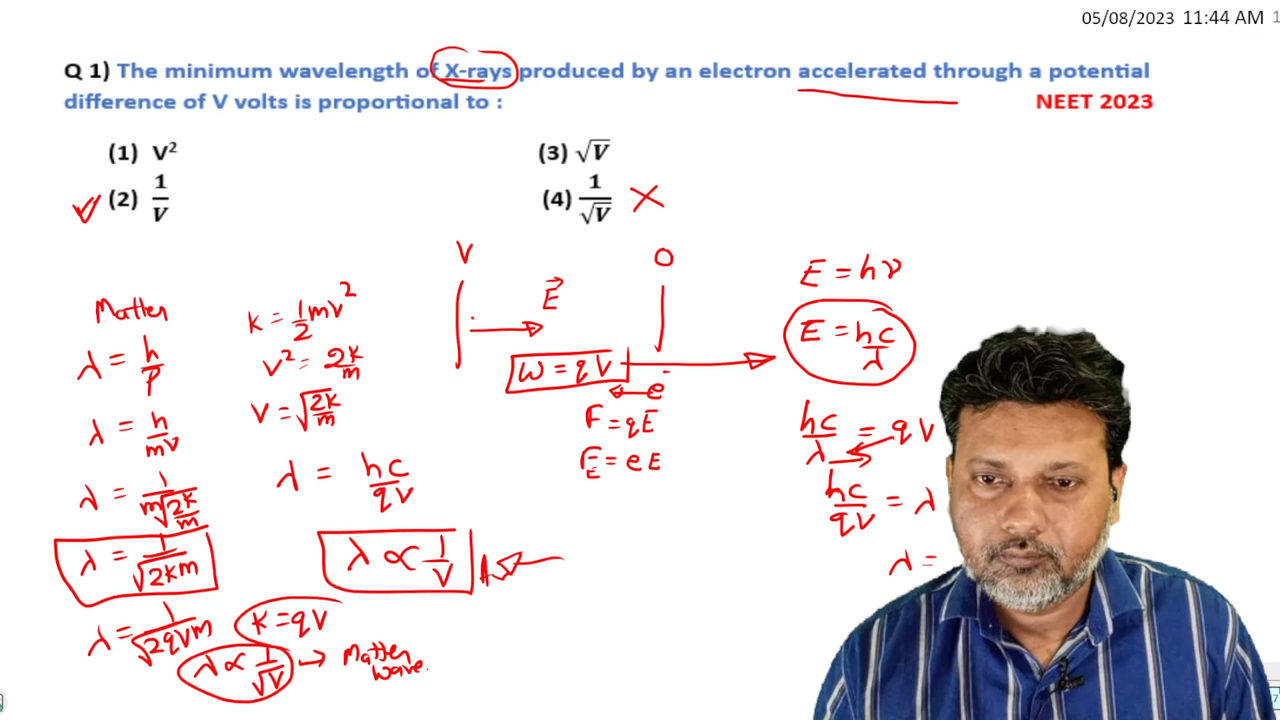 05/08/2023 11:44 AM 1
Q 1) The minimum wavelength of X-rays produced by an electron accelerated through a potential
difference of V volts is proportional to :
NEET 2023
(1) V²
(3) √V
(2) 1/V
(4) 1/√V
V
O
E
W = qV
e
F = qE
F = eE
E
E = hν
E = hc/λ
hc/λ = qV
hc/qV = λ
λ =
Matter
λ = h/p
λ = h/mv
λ = 1/m√(2k/m)
λ = 1/√2km
λ = 1/√2qVm
k = 1/2 mv²
v² = 2k/m
v = √(2k/m)
λ = hc/qV
λ ∝ 1/V
k = qV
λ ∝ 1/√V → Matter
wave.